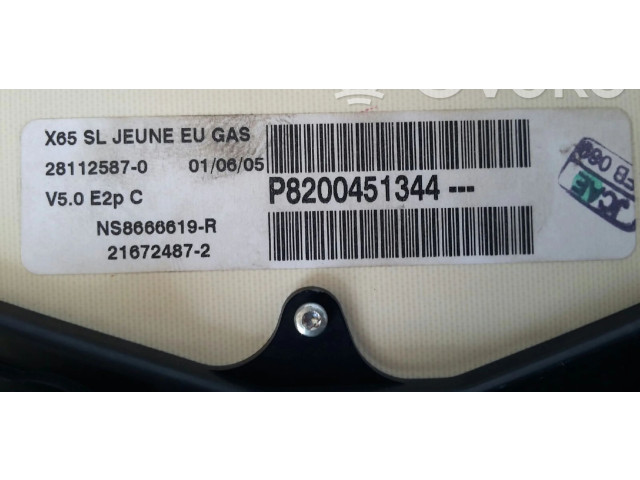 X65 SL JEUNE EU GAS
28112587-0 01/06/05
V5.0 E2p C
P8200451344 ---
NS8666619-R
21672487-2